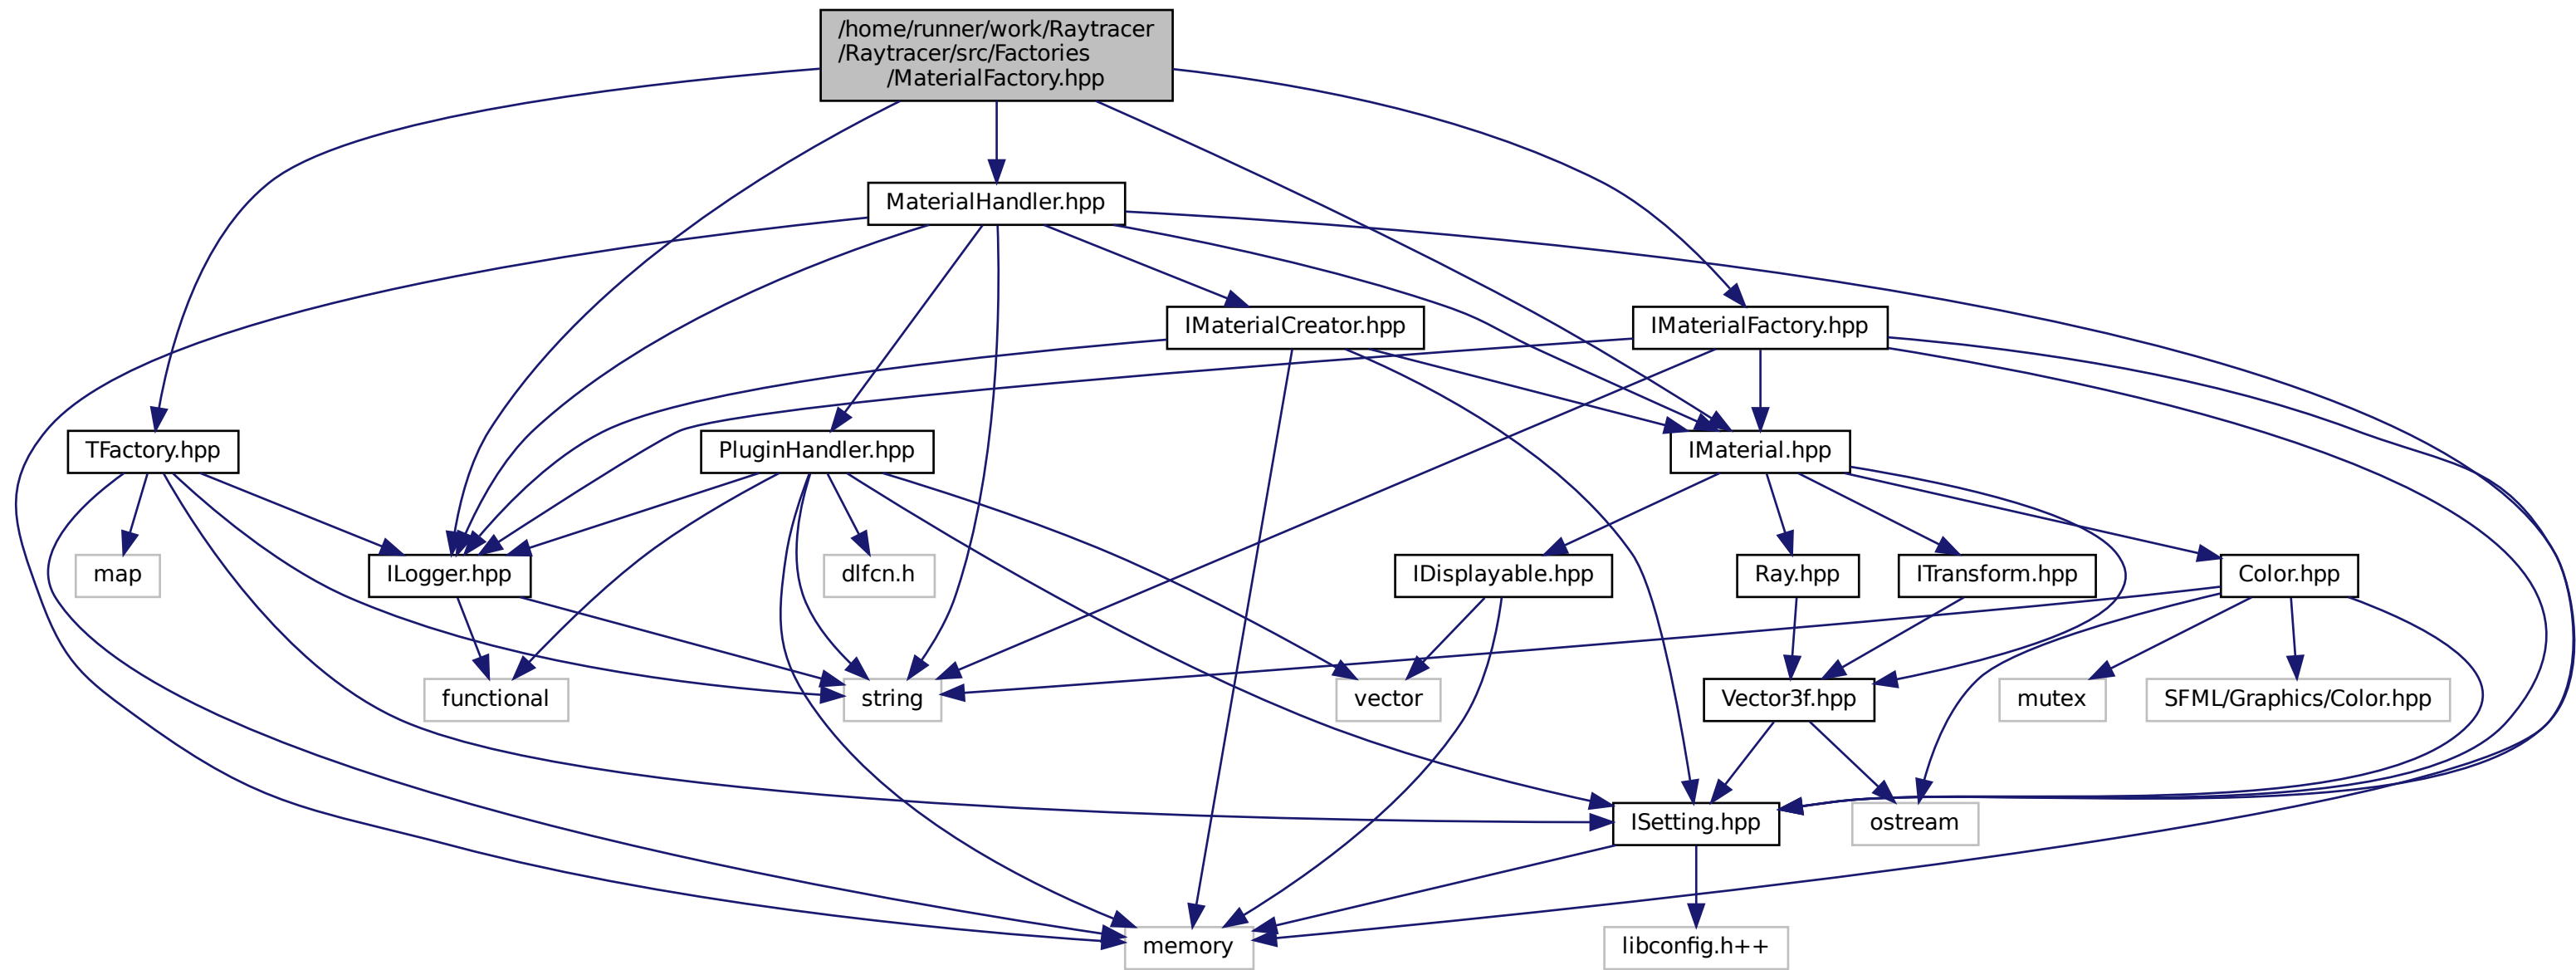 /home/runner/work/Raytracer
/Raytracer/src/Factories
/MaterialFactory.hpp
MaterialHandler.hpp
IMaterialCreator.hpp
IMaterialFactory.hpp
TFactory.hpp
PluginHandler.hpp
IMaterial.hpp
map
ILogger.hpp
dlfcn.h
IDisplayable.hpp
Ray.hpp
ITransform.hpp
Color.hpp
functional
string
vector
Vector3f.hpp
mutex
SFML/Graphics/Color.hpp
ISetting.hpp
ostream
memory
libconfig.h++